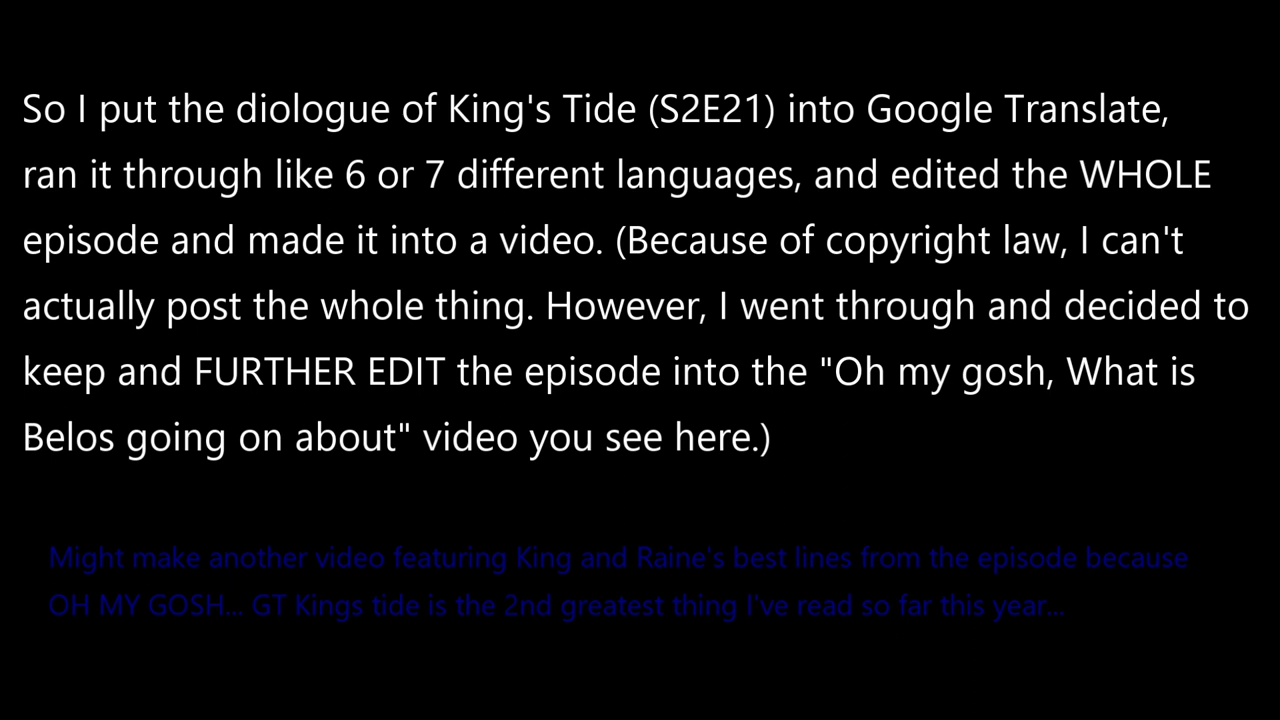 So I put the diologue of King's Tide (S2E21) into Google Translate,
ran it through like 6 or 7 different languages, and edited the WHOLE
episode and made it into a video. (Because of copyright law, I can't
actually post the whole thing. However, I went through and decided to
keep and FURTHER EDIT the episode into the "Oh my gosh, What is
Belos going on about" video you see here.)
Might make another video featuring King and Raine's best lines from the episode because
OH MY GOSH... GT Kings tide is the 2nd greatest thing I've read so far this year...